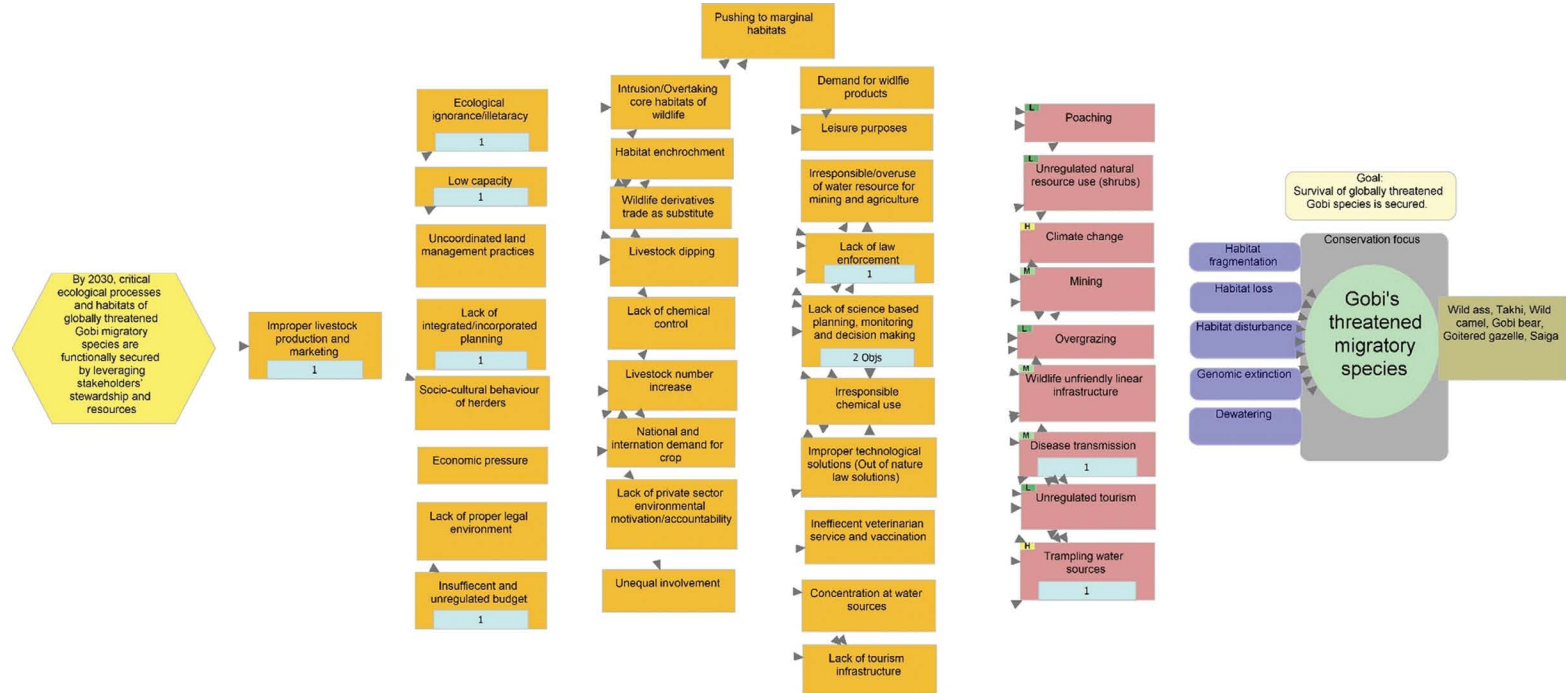 By 2030, critical
ecological processes
and habitats of
globally threatened
Gobi migratory
species are
functionally secured
by leveraging
stakeholders'
stewardship and
resources
Improper livestock
production and
marketing
1
Ecological
ignorance/illetaracy
1
Low capacity
1
Uncoordinated land
management practices
Lack of
integrated/incorporated
planning
1
Socio-cultural behaviour
of herders
Economic pressure
Lack of proper legal
environment
Insuffiecent and
unregulated budget
1
Pushing to marginal
habitats
Intrusion/Overtaking
core habitats of
wildlife
Habitat enchrochment
Wildlife derivatives
trade as substitute
Livestock dipping
Lack of chemical
control
Livestock number
increase
National and
internation demand for
crop
Lack of private sector
environmental
motivation/accountability
Unequal involvement
Demand for widlfie
products
Leisure purposes
Irresponsible/overuse
of water resource for
mining and agriculture
Lack of law
enforcement
1
Lack of science based
planning, monitoring
and decision making
2 Objs
Irresponsible
chemical use
Improper technological
solutions (Out of nature
law solutions)
Ineffiecent veterinarian
service and vaccination
Concentration at water
sources
Lack of tourism
infrastructure
L
Poaching
L
Unregulated natural
resource use (shrubs)
H
Climate change
M
Mining
L
Overgrazing
M
Wildlife unfriendly linear
infrastructure
M
Disease transmission
1
L
Unregulated tourism
H
Trampling water
sources
1
Goal:
Survival of globally threatened
Gobi species is secured.
Conservation focus
Habitat
fragmentation
Habitat loss
Habitat disturbance
Genomic extinction
Dewatering
Gobi's
threatened
migratory
species
Wild ass, Takhi, Wild
camel, Gobi bear,
Goitered gazelle, Saiga